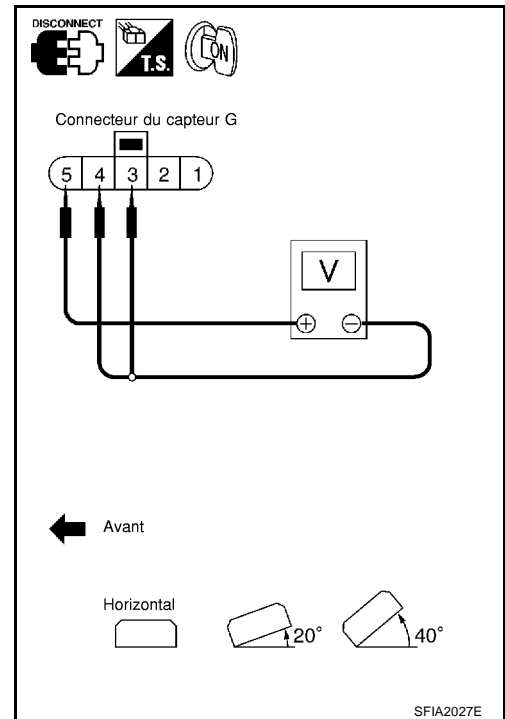 DISCONNECT
T.S.
ON
Connecteur du capteur G
5 4 3 2 1
V
+ −
Avant
Horizontal
20° 40°
SFIA2027E